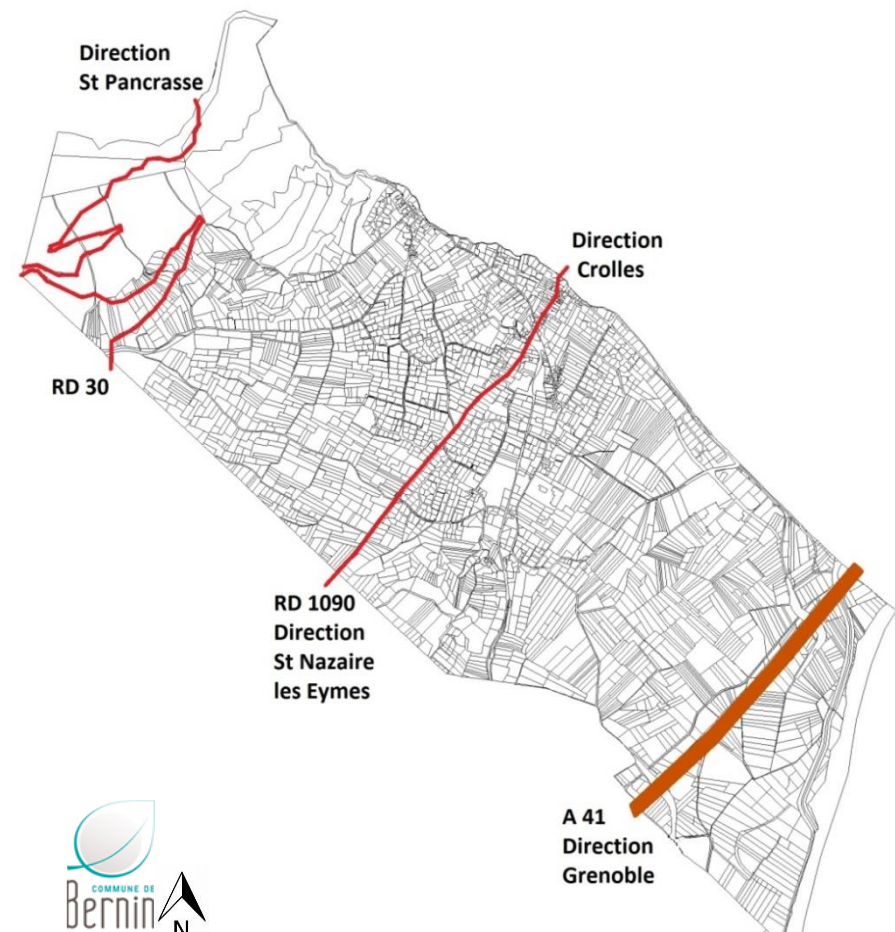 Direction
St Pancrasse
Direction
Crolles
RD 30
RD 1090
Direction
St Nazaire
les Eymes
A 41
Direction
Grenoble
COMMUNE DE
Bernin
N